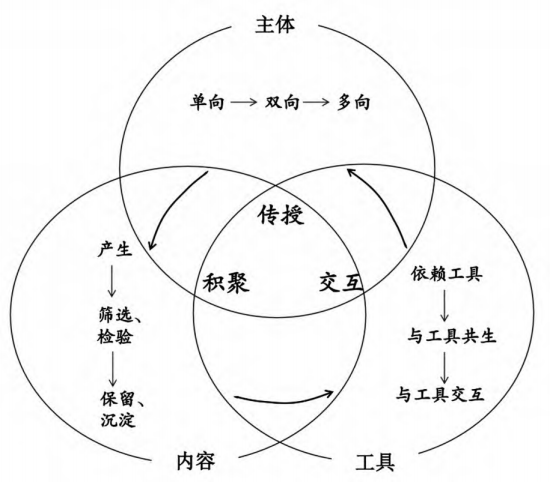 主体
单向→双向→多向
传授
产生
积聚
交互
依赖工具
筛选、
检验
与工具共生
保留、
沉淀
与工具交互
内容
工具